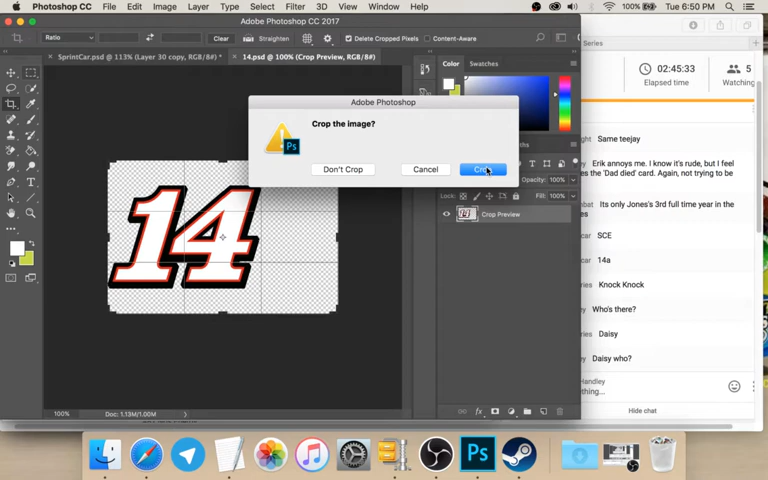 Photoshop CC File Edit Image Layer Type Select Filter 3D View Window Help 100% Tue 6:50 PM
Adobe Photoshop CC 2017
Ratio Clear Straighten Delete Cropped Pixels Content-Aware
SprintCar.psd @ 113% (Layer 30 copy, RGB/8#) *
14.psd @ 100% (Crop Preview, RGB/8#)
Color Swatches
Adobe Photoshop
Crop the image?
Ps
Don't Crop Cancel Crop
Opacity: 100%
Lock: Fill: 100%
14
Crop Preview
14
100% Doc: 1.13M/1.00M
Series
02:45:33
Elapsed time
5
Watching
Same teejay
Erik annoys me. I know it's rude, but I feel
the 'Dad died' card. Again, not trying to be
Its only Jones's 3rd full time year in the
SCE
14a
Knock Knock
Who's there?
Daisy
Daisy who?
Handley
Hide chat
Ps